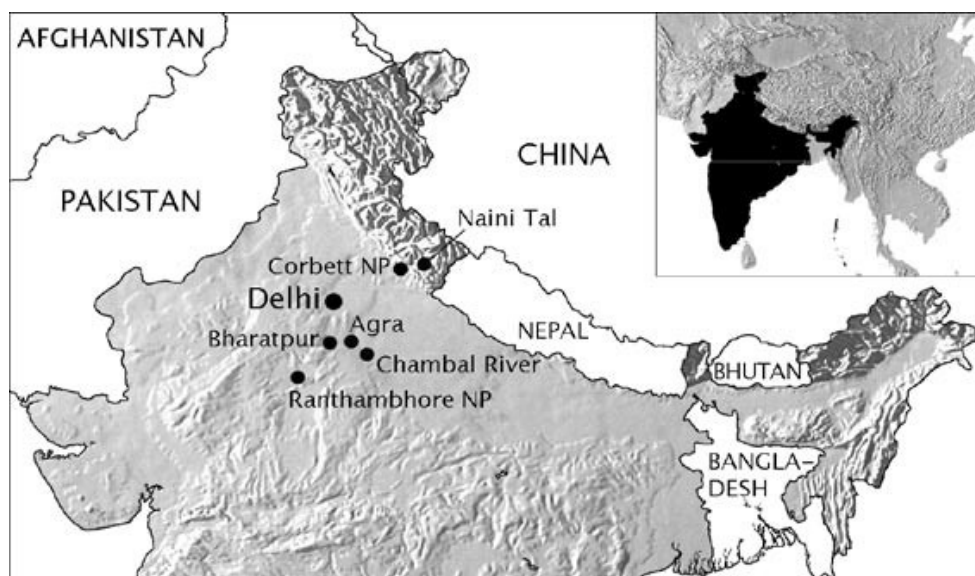 AFGHANISTAN
PAKISTAN
CHINA
Naini Tal
Corbett NP
Delhi
Agra
Bharatpur
Chambal River
Ranthambhore NP
NEPAL
BHUTAN
BANGLA-
DESH